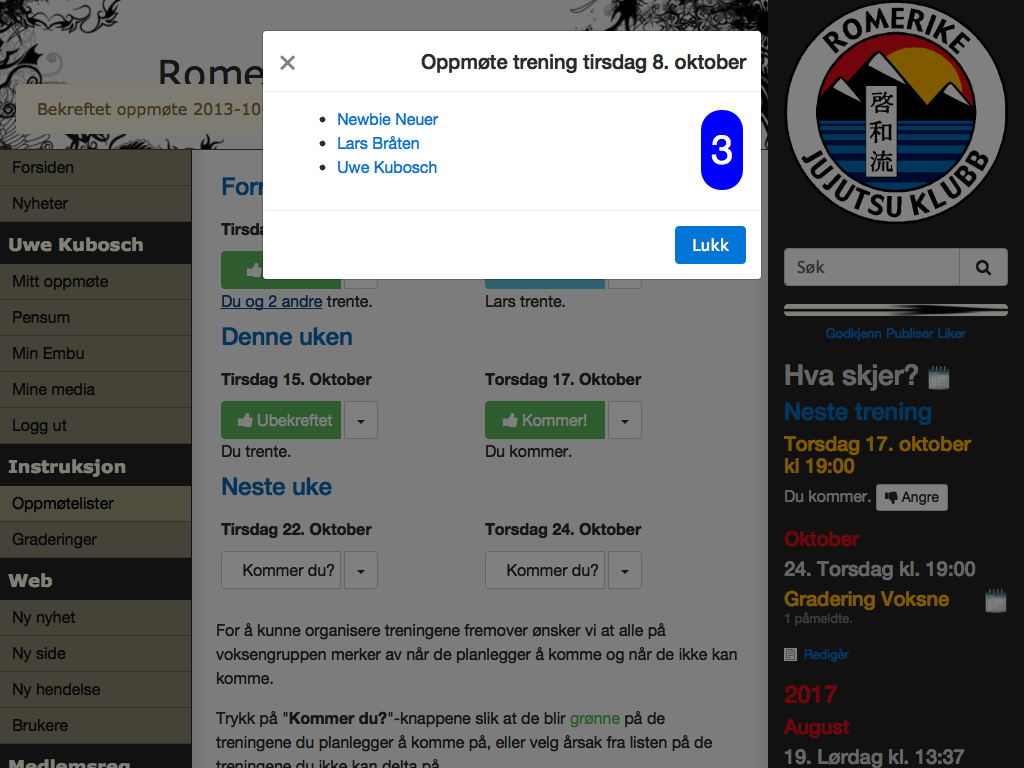 Rome
Bekreftet oppmøte 2013-10
×
Oppmøte trening tirsdag 8. oktober
Newbie Neuer
Lars Bråten
Uwe Kubosch
3
Lukk
Forsiden
Nyheter
Uwe Kubosch
Mitt oppmøte
Pensum
Min Embu
Mine media
Logg ut
Instruksjon
Oppmøtelister
Graderinger
Web
Ny nyhet
Ny side
Ny hendelse
Brukere
Medlemsreg
Forr
Tirsda
Du og 2 andre trente.
Lars trente.
Denne uken
Tirsdag 15. Oktober
Torsdag 17. Oktober
Ubekreftet
Kommer!
Du trente.
Du kommer.
Neste uke
Tirsdag 22. Oktober
Torsdag 24. Oktober
Kommer du?
Kommer du?
For å kunne organisere treningene fremover ønsker vi at alle på
voksengruppen merker av når de planlegger å komme og når de ikke kan
komme.
Trykk på "Kommer du?"-knappene slik at de blir grønne på de
treningene du planlegger å komme på, eller velg årsak fra listen på de
treningene du ikke kan delta på.
ROMERIKE
啓和流
JUJUTSU KLUBB
Søk
Godkjenn Publiser Liker
Hva skjer?
Neste trening
Torsdag 17. oktober
kl 19:00
Du kommer. Angre
Oktober
24. Torsdag kl. 19:00
Gradering Voksne
1 påmeldte.
Redigèr
2017
August
19. Lørdag kl. 13:37